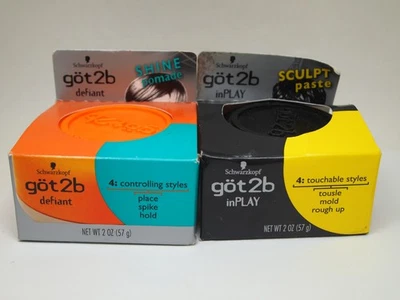 Schwarzkopf
göt2b
defiant
SHINE
pomade
Schwarzkopf
göt2b
inPLAY
SCULPT
paste
Schwarzkopf
göt2b
defiant
4: controlling styles
place
spike
hold
NET WT 2 OZ (57 g)
Schwarzkopf
göt2b
inPLAY
4: touchable styles
tousle
mold
rough up
NET WT 2 OZ (57 g)